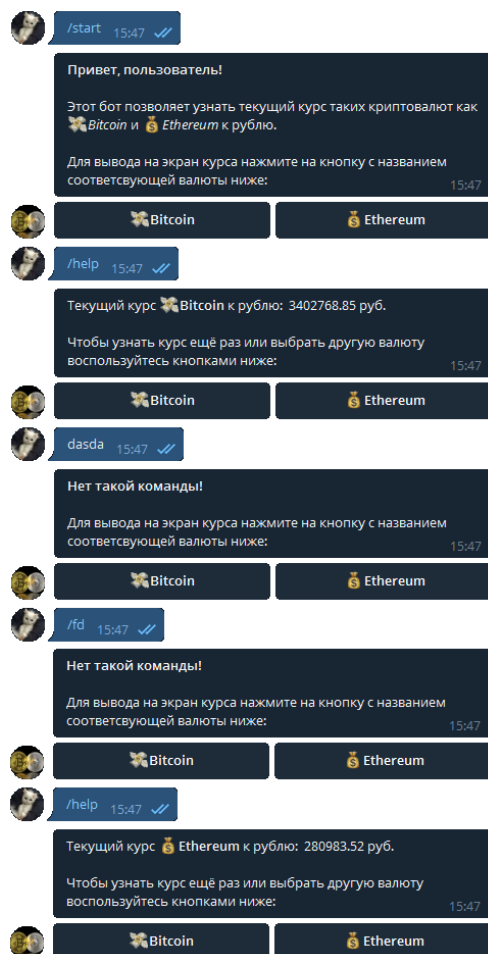 /start 15:47
Привет, пользователь!
Этот бот позволяет узнать текущий курс таких криптовалют как
💸Bitcoin и 💰Ethereum к рублю.
Для вывода на экран курса нажмите на кнопку с названием
соответсвующей валюты ниже:
15:47
💸Bitcoin 💰Ethereum
/help 15:47
Текущий курс 💸Bitcoin к рублю: 3402768.85 руб.
Чтобы узнать курс ещё раз или выбрать другую валюту
воспользуйтесь кнопками ниже:
15:47
💸Bitcoin 💰Ethereum
dasda 15:47
Нет такой команды!
Для вывода на экран курса нажмите на кнопку с названием
соответсвующей валюты ниже:
15:47
💸Bitcoin 💰Ethereum
/fd 15:47
Нет такой команды!
Для вывода на экран курса нажмите на кнопку с названием
соответсвующей валюты ниже:
15:47
💸Bitcoin 💰Ethereum
/help 15:47
Текущий курс 💰Ethereum к рублю: 280983.52 руб.
Чтобы узнать курс ещё раз или выбрать другую валюту
воспользуйтесь кнопками ниже:
15:47
💸Bitcoin 💰Ethereum